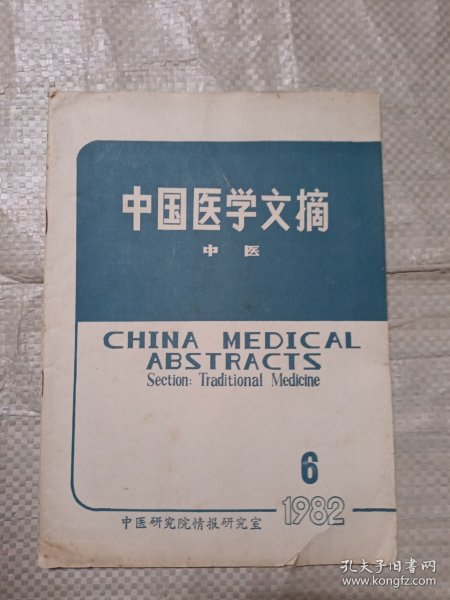 中国医学文摘
中医
CHINA MEDICAL
ABSTRACTS
Section: Traditional Medicine
6
1982
中医研究院情报研究室
孔夫子旧书网
www.kongfz.com